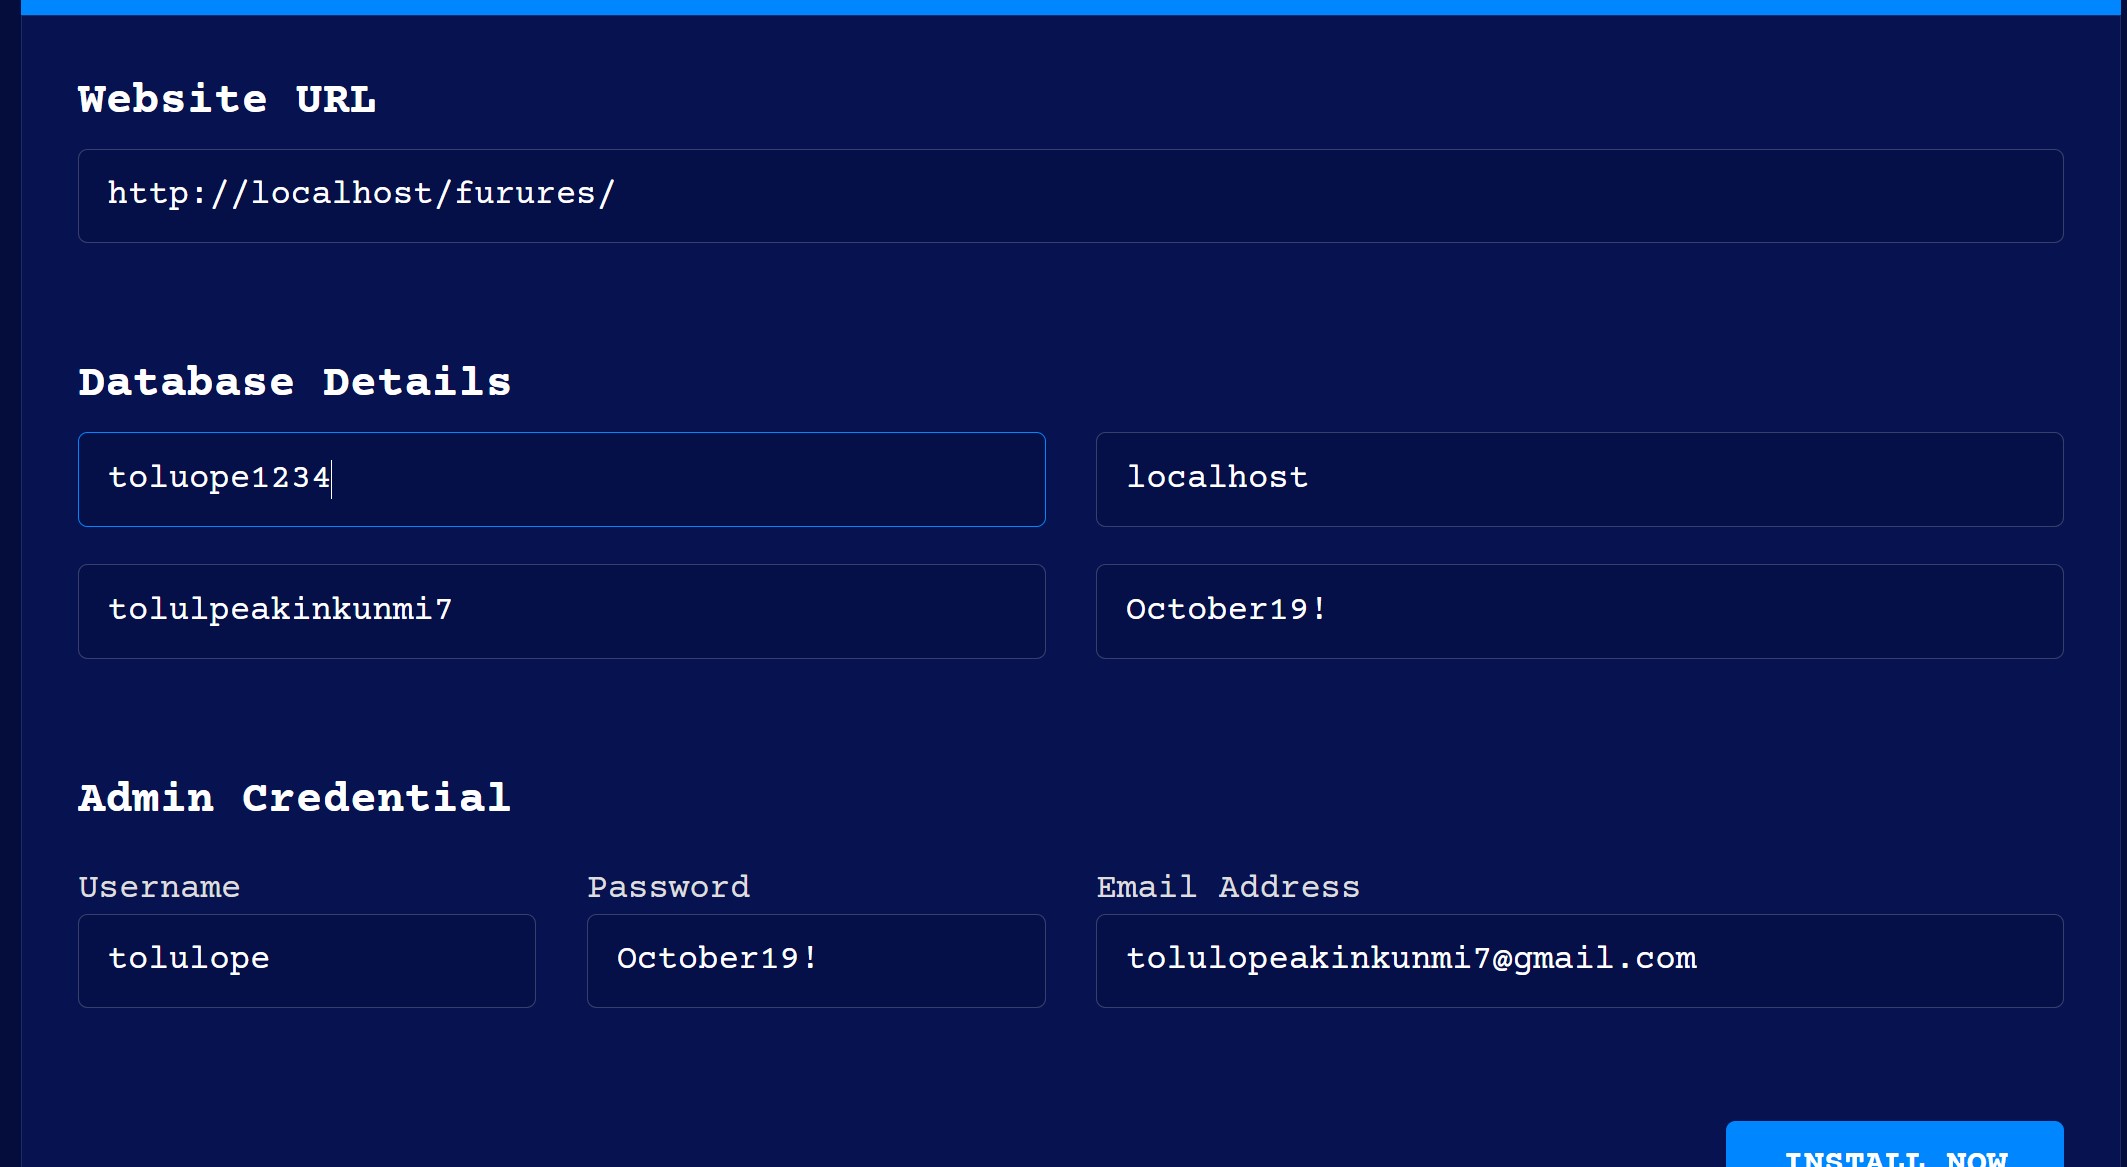 Website URL
http://localhost/furures/
Database Details
toluope1234
localhost
tolulpeakinkunmi7
October19!
Admin Credential
Username
Password
Email Address
tolulope
October19!
tolulopeakinkunmi7@gmail.com
INSTALL NOW